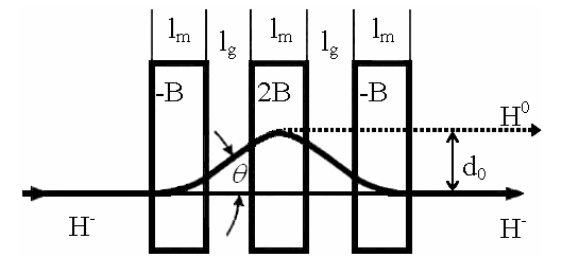 lm lg lm lg lm
-B 2B -B
H⁰
θ d₀
H⁻ H⁻